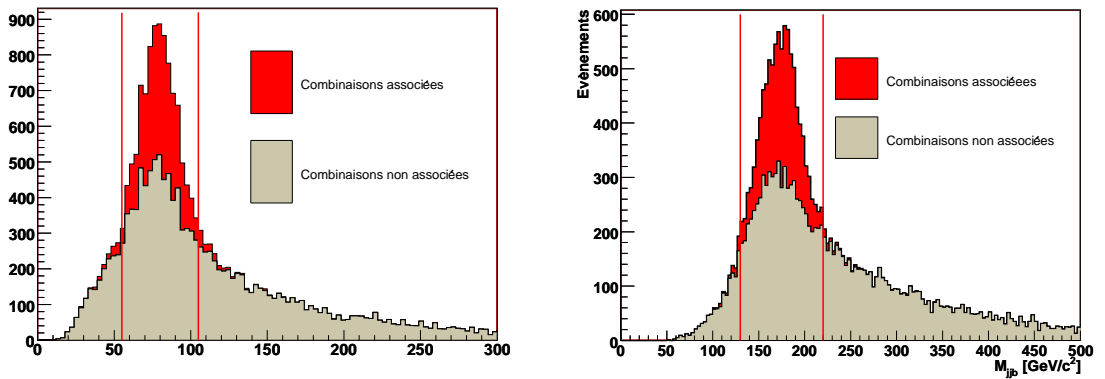 900
800
700
600
500
400
300
200
100
0
0 50 100 150 200 250 300
Combinaisons associées
Combinaisons non associées
Evènements
600
500
400
300
200
100
0
0 50 100 150 200 250 300 350 400 450 500
M_jjb [GeV/c²]
Combinaisons associéees
Combinaisons non associées